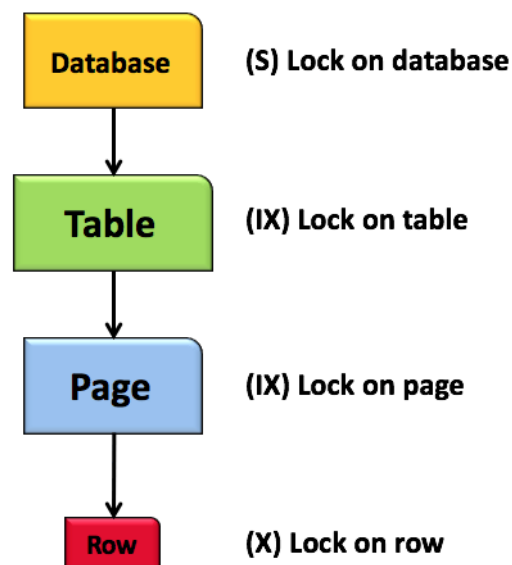 Database
(S) Lock on database
Table
(IX) Lock on table
Page
(IX) Lock on page
Row
(X) Lock on row